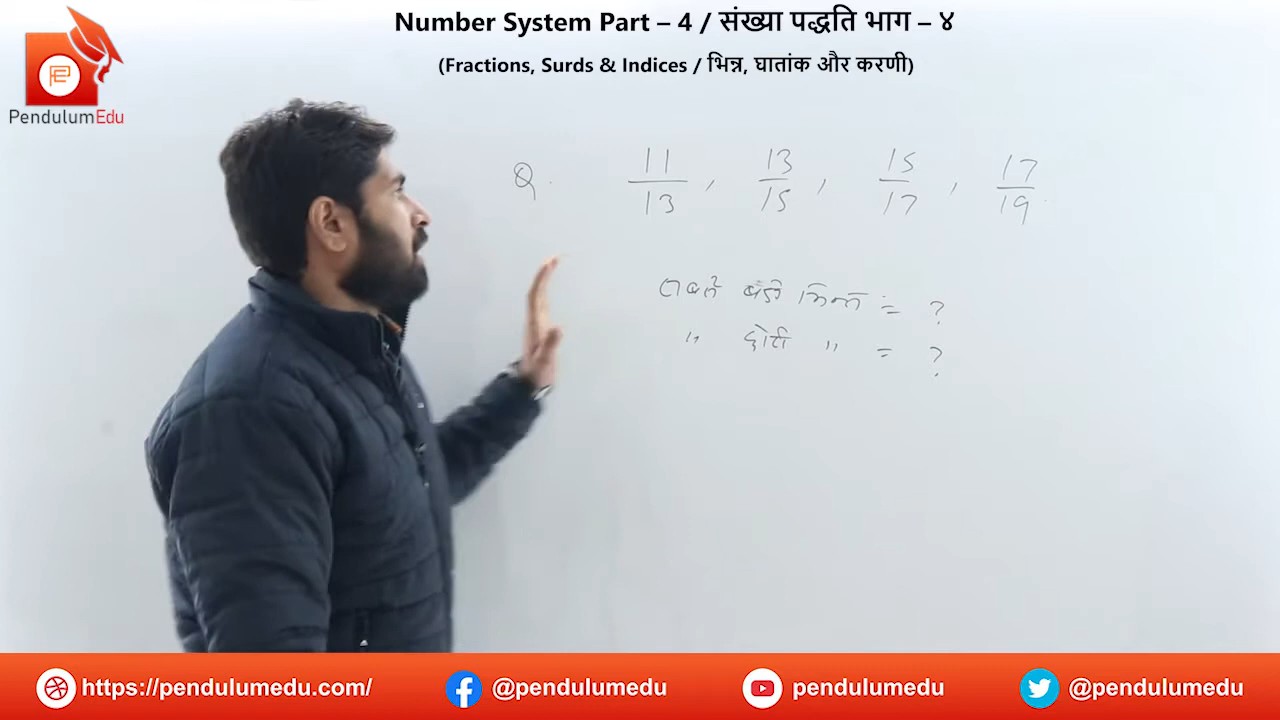 Number System Part – 4 / संख्या पद्धति भाग – ४
(Fractions, Surds & Indices / भिन्न, घातांक और करणी)
PendulumEdu
Q. 11/13, 13/15, 15/17, 17/19.
सबसे बड़ी भिन्न = ?
" छोटी " = ?
https://pendulumedu.com/ @pendulumedu pendulumedu @pendulumedu